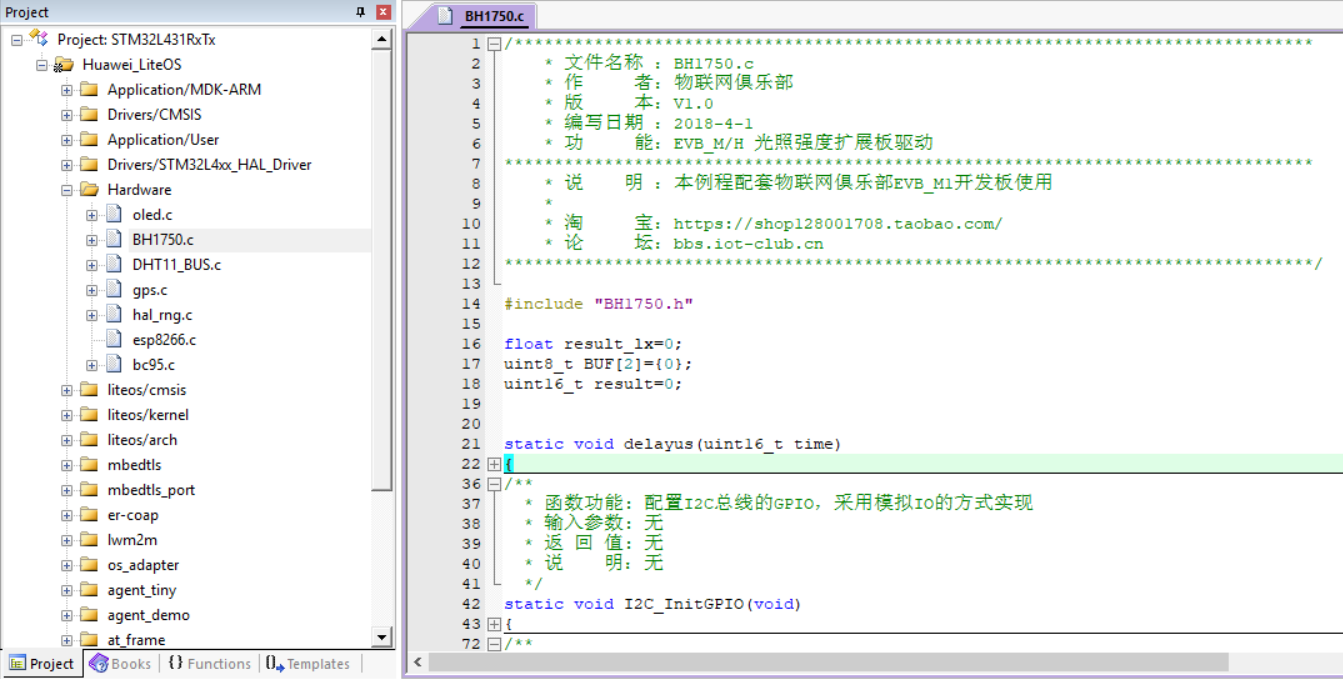 Project
Project: STM32L431RxTx
Huawei_LiteOS
Application/MDK-ARM
Drivers/CMSIS
Application/User
Drivers/STM32L4xx_HAL_Driver
Hardware
oled.c
BH1750.c
DHT11_BUS.c
gps.c
hal_rng.c
esp8266.c
bc95.c
liteos/cmsis
liteos/kernel
liteos/arch
mbedtls
mbedtls_port
er-coap
lwm2m
os_adapter
agent_tiny
agent_demo
at_frame
Project Books {} Functions 0 Templates
BH1750.c
1 /********************************************************************************
2 * 文件名称 : BH1750.c
3 * 作 者: 物联网俱乐部
4 * 版 本: V1.0
5 * 编写日期 : 2018-4-1
6 * 功 能: EVB_M/H 光照强度扩展板驱动
7 *********************************************************************************
8 * 说 明 : 本例程配套物联网俱乐部EVB_M1开发板使用
9 *
10 * 淘 宝: https://shop128001708.taobao.com/
11 * 论 坛: bbs.iot-club.cn
12 *********************************************************************************/
13
14 #include "BH1750.h"
15
16 float result_lx=0;
17 uint8_t BUF[2]={0};
18 uint16_t result=0;
19
20
21 static void delayus(uint16_t time)
22 {
36 /**
37 * 函数功能: 配置I2C总线的GPIO, 采用模拟IO的方式实现
38 * 输入参数: 无
39 * 返 回 值: 无
40 * 说 明: 无
41 */
42 static void I2C_InitGPIO(void)
43 {
72 /**